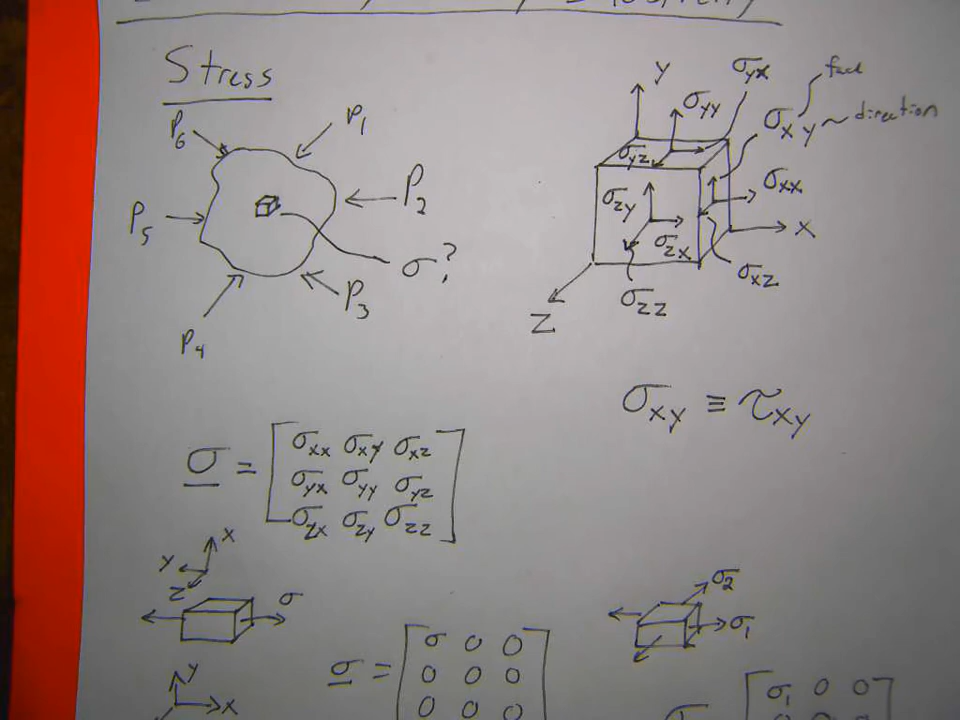 Stress
P6
P1
P5
P2
P4
P3
σ?
Y
σyx
face
σyy
σxy ~ direction
σyz
σzy
σxx
X
σzx
σxz
σzz
Z
σxy ≡ τxy
σ = [ σxx σxy σxz
σyx σyy σyz
σzx σzy σzz ]
X
Y
Z
σ
Y
X
σ = [ σ 0 0
0 0 0
0 0 0 ]
σ2
σ1
σ1 0 0